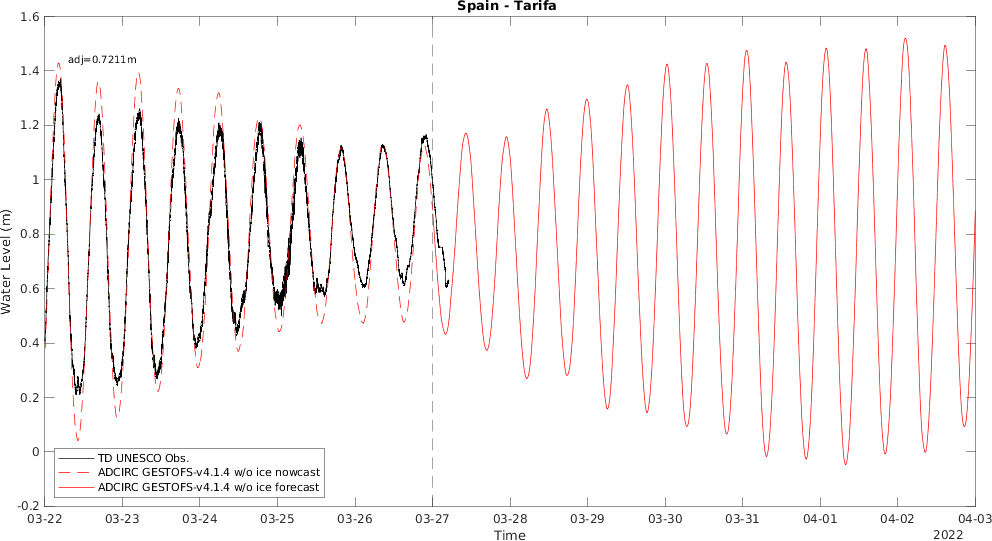 Spain - Tarifa
adj=0.7211m
Water Level (m)
1.6
1.4
1.2
1
0.8
0.6
0.4
0.2
0
-0.2
TD UNESCO Obs.
ADCIRC GESTOFS-v4.1.4 w/o ice nowcast
ADCIRC GESTOFS-v4.1.4 w/o ice forecast
03-22 03-23 03-24 03-25 03-26 03-27 03-28 03-29 03-30 03-31 04-01 04-02 04-03
Time
2022